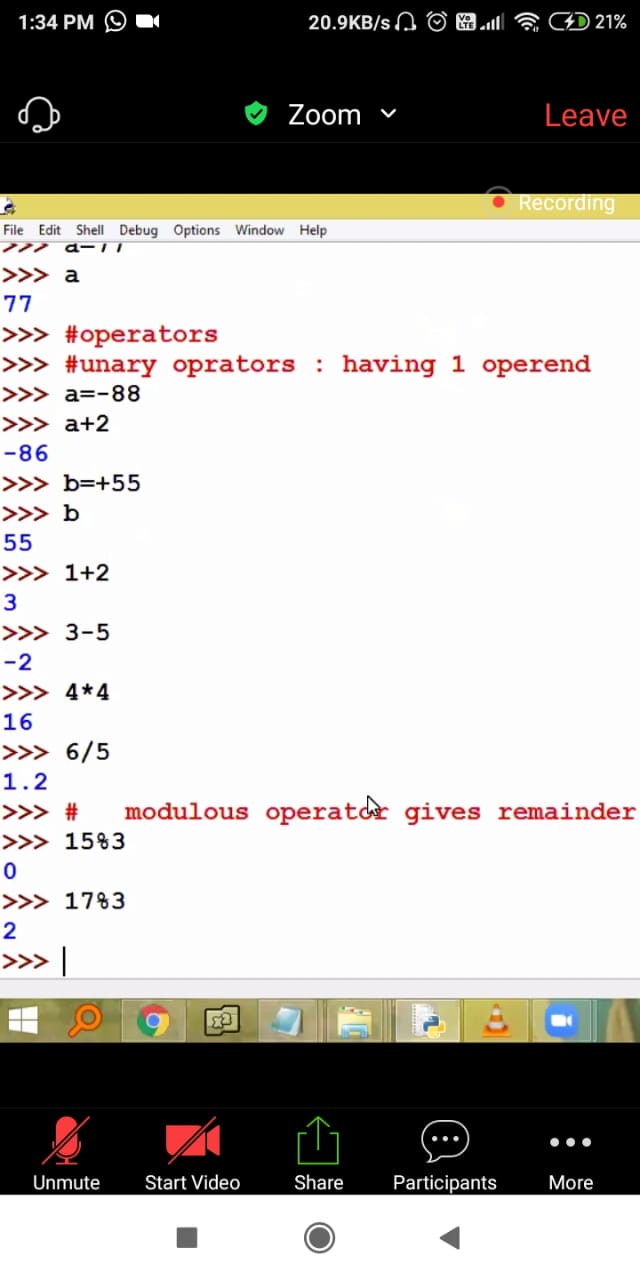 1:34 PM 20.9KB/s Vo LTE 21%
Zoom Leave
Recording
File Edit Shell Debug Options Window Help
>>> a=77
>>> a
77
>>> #operators
>>> #unary oprators : having 1 operend
>>> a=-88
>>> a+2
-86
>>> b=+55
>>> b
55
>>> 1+2
3
>>> 3-5
-2
>>> 4*4
16
>>> 6/5
1.2
>>> #   modulous operator gives remainder
>>> 15%3
0
>>> 17%3
2
>>>
Unmute Start Video Share Participants More